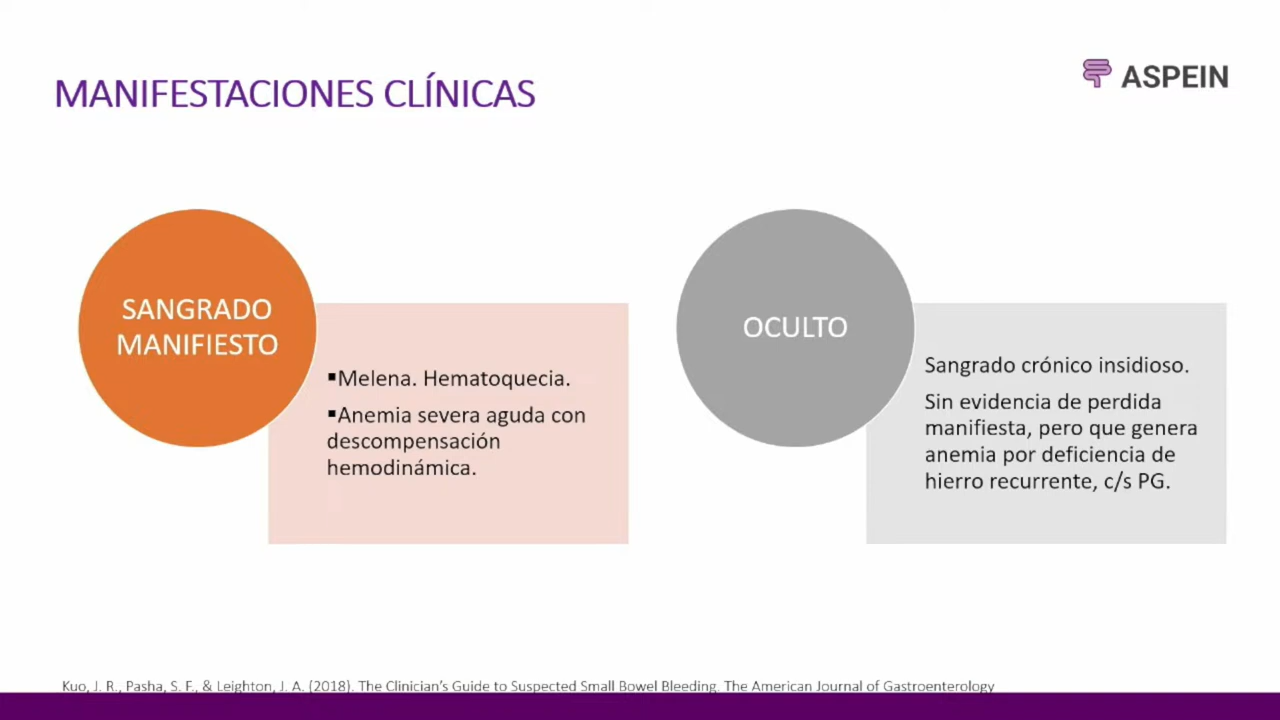 MANIFESTACIONES CLÍNICAS
ASPEIN
SANGRADO
MANIFIESTO
▪Melena. Hematoquecia.
▪Anemia severa aguda con
descompensación
hemodinámica.
OCULTO
Sangrado crónico insidioso.
Sin evidencia de perdida
manifiesta, pero que genera
anemia por deficiencia de
hierro recurrente, c/s PG.
Kuo, J. R., Pasha, S. F., & Leighton, J. A. (2018). The Clinician's Guide to Suspected Small Bowel Bleeding. The American Journal of Gastroenterology